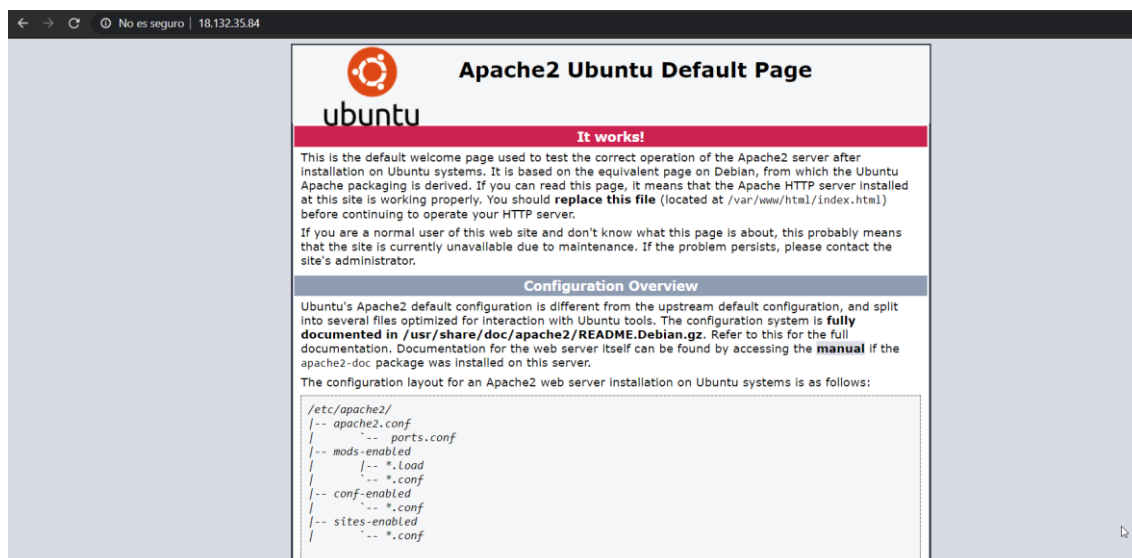 No es seguro | 18.132.35.84
Apache2 Ubuntu Default Page
ubuntu
It works!
This is the default welcome page used to test the correct operation of the Apache2 server after
installation on Ubuntu systems. It is based on the equivalent page on Debian, from which the Ubuntu
Apache packaging is derived. If you can read this page, it means that the Apache HTTP server installed
at this site is working properly. You should replace this file (located at /var/www/html/index.html)
before continuing to operate your HTTP server.
If you are a normal user of this web site and don't know what this page is about, this probably means
that the site is currently unavailable due to maintenance. If the problem persists, please contact the
site's administrator.
Configuration Overview
Ubuntu's Apache2 default configuration is different from the upstream default configuration, and split
into several files optimized for interaction with Ubuntu tools. The configuration system is fully
documented in /usr/share/doc/apache2/README.Debian.gz. Refer to this for the full
documentation. Documentation for the web server itself can be found by accessing the manual if the
apache2-doc package was installed on this server.
The configuration layout for an Apache2 web server installation on Ubuntu systems is as follows:
/etc/apache2/
|-- apache2.conf
|       `--  ports.conf
|-- mods-enabled
|       |-- *.load
|       `-- *.conf
|-- conf-enabled
|       `-- *.conf
|-- sites-enabled
|       `-- *.conf